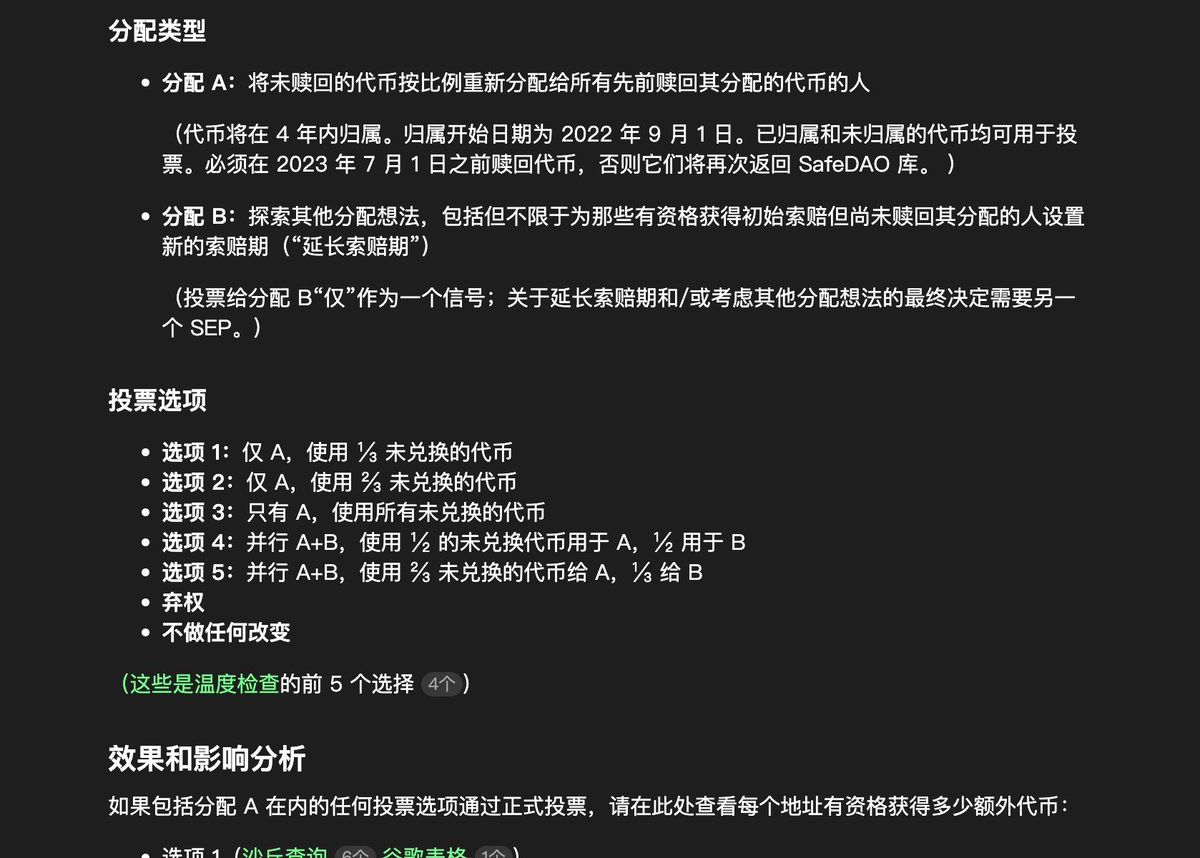 分配类型
分配 A：将未赎回的代币按比例重新分配给所有先前赎回其分配的代币的人
（代币将在 4 年内归属。归属开始日期为 2022 年 9 月 1 日。已归属和未归属的代币均可用于投
票。必须在 2023 年 7 月 1 日之前赎回代币，否则它们将再次返回 SafeDAO 库。 ）
分配 B：探索其他分配想法，包括但不限于为那些有资格获得初始索赔但尚未赎回其分配的人设置
新的索赔期（“延长索赔期”）
（投票给分配 B“仅”作为一个信号；关于延长索赔期和/或考虑其他分配想法的最终决定需要另一
个 SEP。）
投票选项
选项 1：仅 A，使用 ⅓ 未兑换的代币
选项 2：仅 A，使用 ⅔ 未兑换的代币
选项 3：只有 A，使用所有未兑换的代币
选项 4：并行 A+B，使用 ½ 的未兑换代币用于 A，½ 用于 B
选项 5：并行 A+B，使用 ⅔ 未兑换的代币给 A，⅓ 给 B
弃权
不做任何改变
（这些是温度检查的前 5 个选择 4个）
效果和影响分析
如果包括分配 A 在内的任何投票选项通过正式投票，请在此处查看每个地址有资格获得多少额外代币：
选项 1（沙丘查询 6个 谷歌表格 1个）